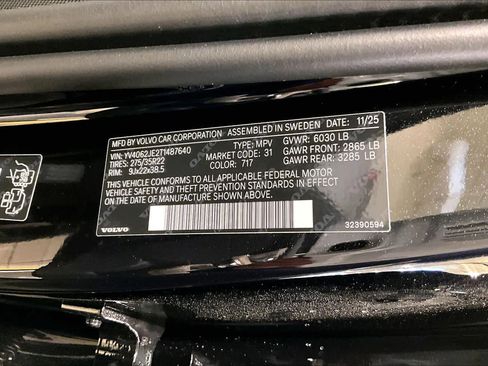 MFD BY VOLVO CAR CORPORATION ASSEMBLED IN SWEDEN DATE 11/25
VIN: YV4062JE2T1487640 TYPE: MPV GVWR: 6030 LB
TIRES: 275/35R22 MARKET CODE: 31 GAWR FRONT: 2865 LB
RIM: 9Jx22x38.5 COLOR: 717 GAWR REAR: 3285 LB
THIS VEHICLE CONFORMS TO ALL APPLICABLE FEDERAL MOTOR
VEHICLE SAFETY AND THEFT PREVENTION STANDARDS IN EFFECT
ON THE DATE OF MANUFACTURE SHOWN ABOVE.
VOLVO 32390594